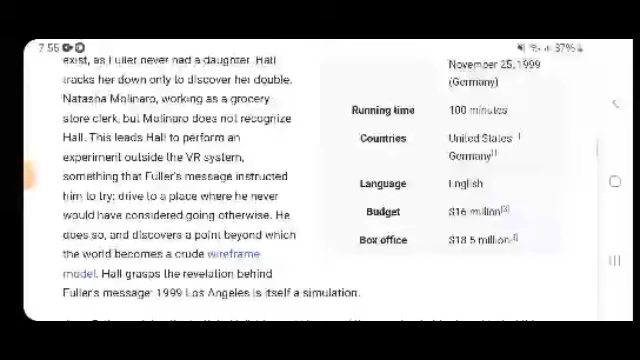 7:55
37%
exist, as Fuller never had a daughter. Hall
tracks her down only to discover her double,
Natasha Molinaro, working as a grocery
store clerk, but Molinaro does not recognize
Hall. This leads Hall to perform an
experiment outside the VR system,
something that Fuller's message instructed
him to try: drive to a place where he never
would have considered going otherwise. He
does so, and discovers a point beyond which
the world becomes a crude wireframe
model. Hall grasps the revelation behind
Fuller's message: 1999 Los Angeles is itself a simulation.
November 25, 1999
(Germany)
Running time 100 minutes
Countries United States
Germany
Language English
Budget $16 million
Box office $18.5 million